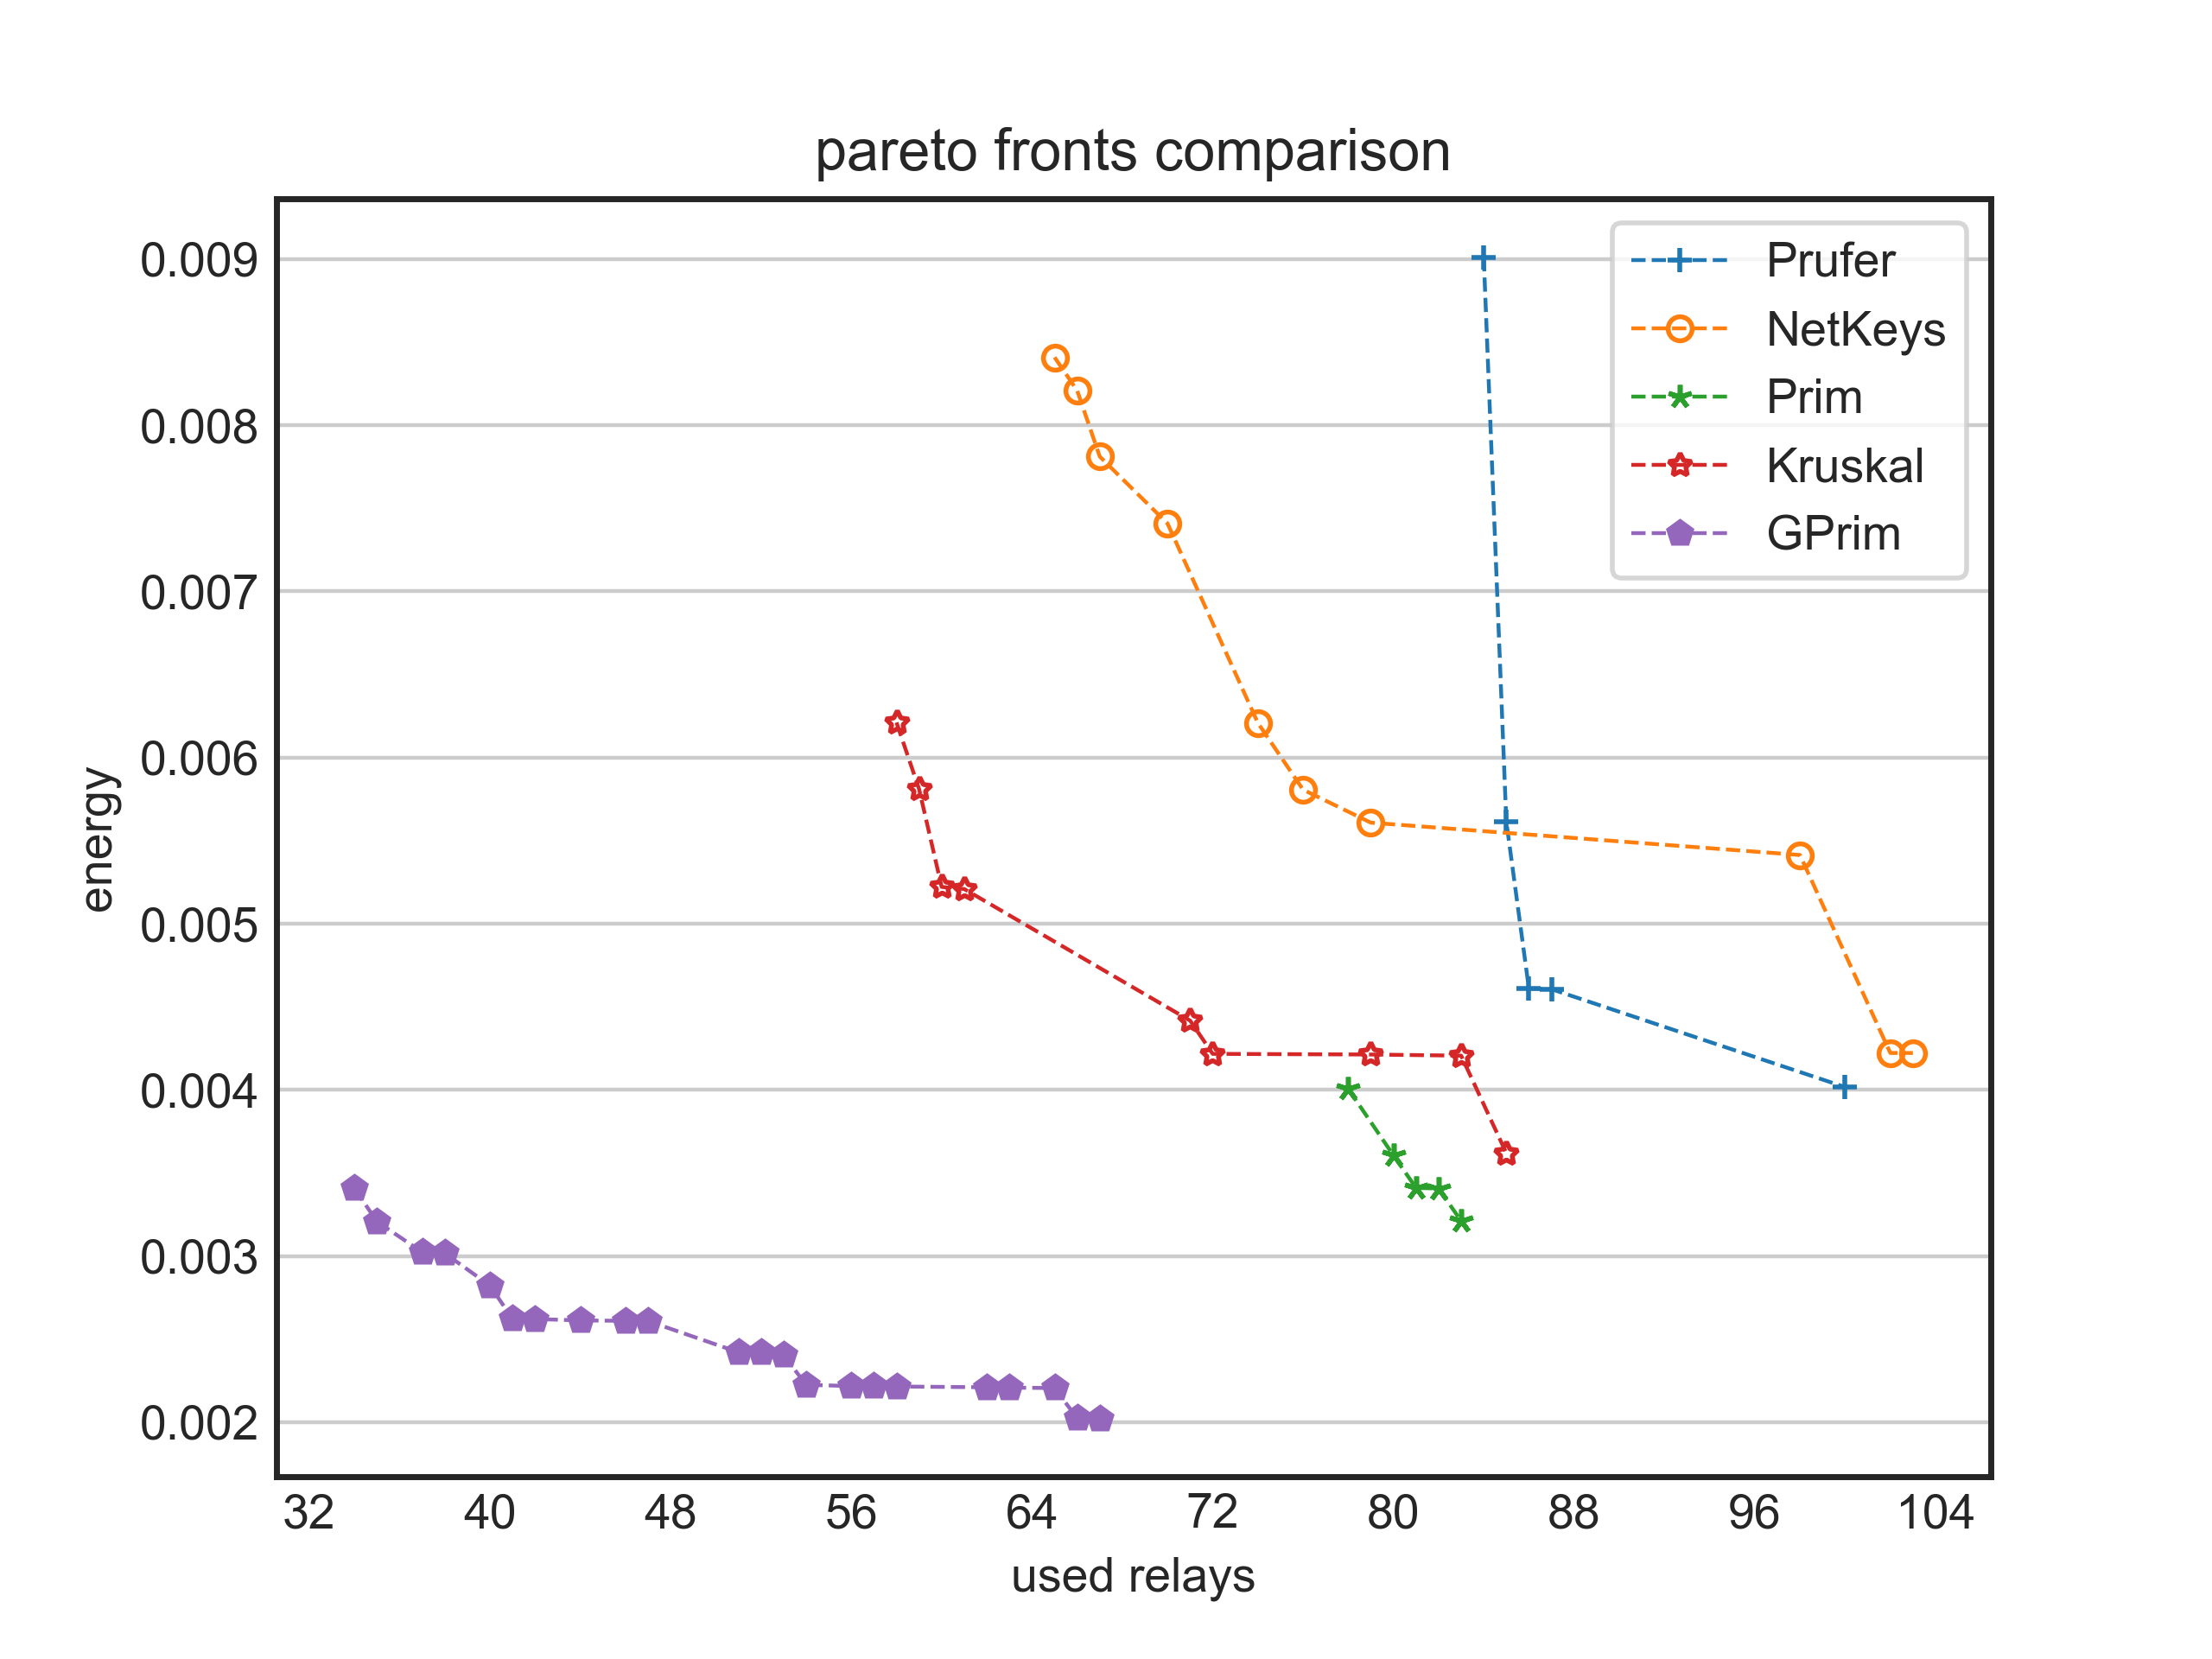 pareto fronts comparison
0.009
0.008
0.007
0.006
0.005
0.004
0.003
0.002
energy
Prufer
NetKeys
Prim
Kruskal
GPrim
32 40 48 56 64 72 80 88 96 104
used relays